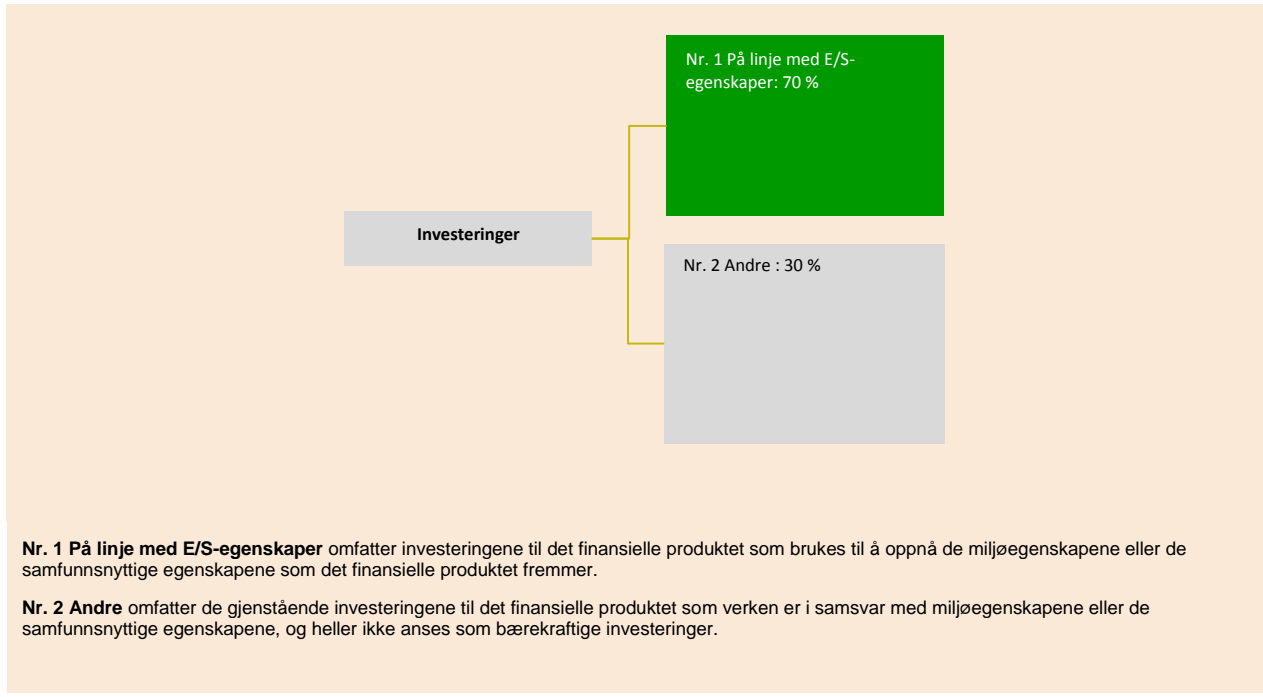 Nr. 1 På linje med E/S-
egenskaper: 70 %
Investeringer
Nr. 2 Andre : 30 %
Nr. 1 På linje med E/S-egenskaper omfatter investeringene til det finansielle produktet som brukes til å oppnå de miljøegenskapene eller de
samfunnsnyttige egenskapene som det finansielle produktet fremmer.
Nr. 2 Andre omfatter de gjenstående investeringene til det finansielle produktet som verken er i samsvar med miljøegenskapene eller de
samfunnsnyttige egenskapene, og heller ikke anses som bærekraftige investeringer.